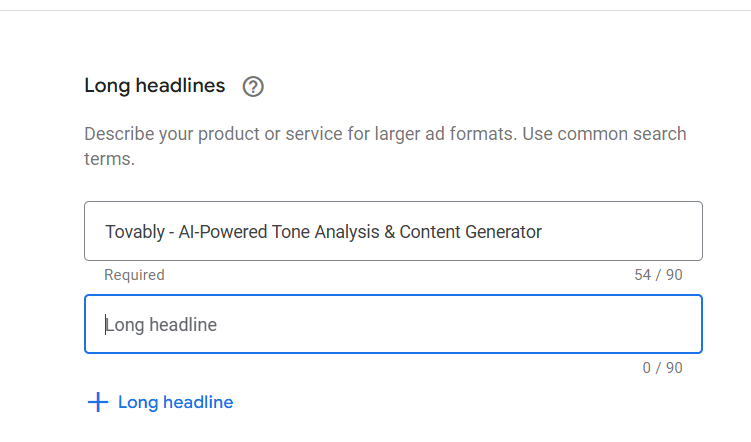 Long headlines ?
Describe your product or service for larger ad formats. Use common search
terms.
Tovably - AI-Powered Tone Analysis & Content Generator
Required 54 / 90
Long headline
0 / 90
+ Long headline